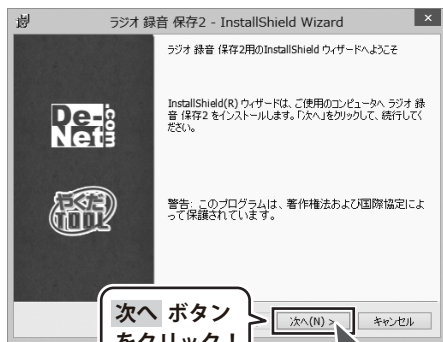 ラジオ 録音 保存2 - InstallShield Wizard
ラジオ 録音 保存2用のInstallShield ウィザードへようこそ
De-Net.com
InstallShield(R) ウィザードは、ご使用のコンピュータへ ラジオ 録
音 保存2 をインストールします。「次へ」をクリックして、続行してく
ださい。
やくだつ
TOOL
警告: このプログラムは、著作権法および国際協定によ
って保護されています。
次へ ボタン
をクリック!
次へ(N) >
キャンセル